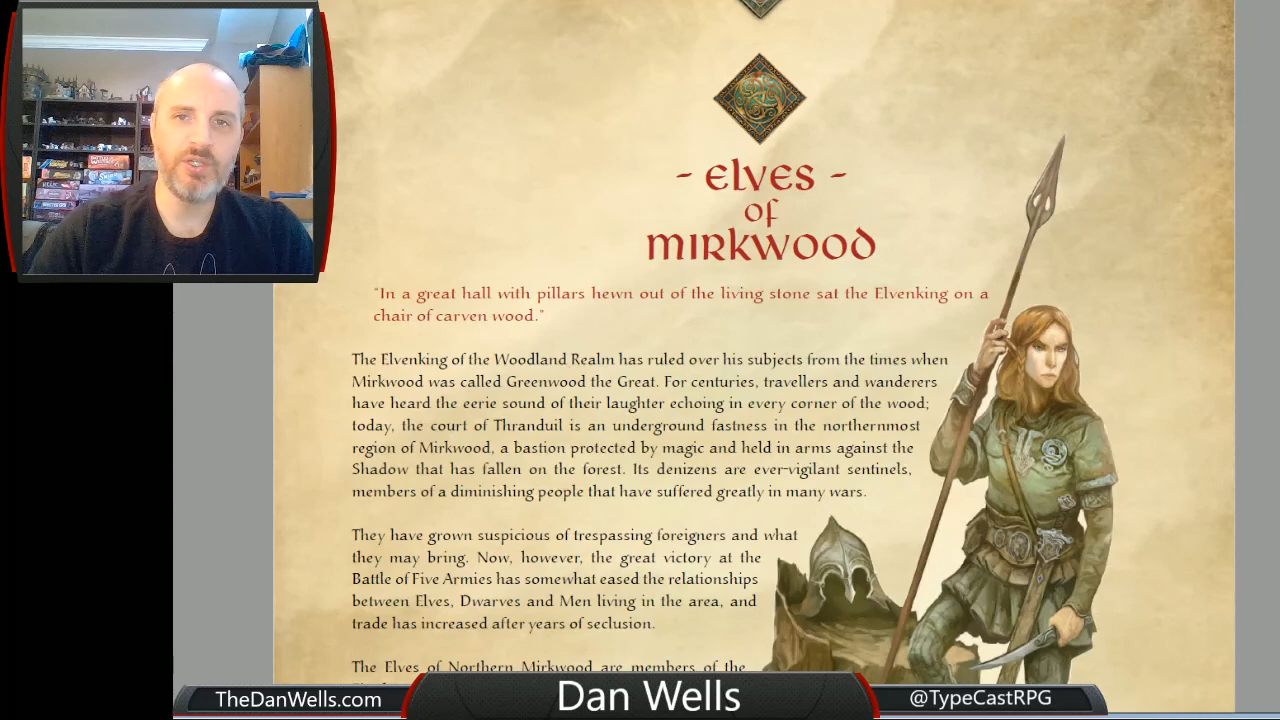 - ELVES -
of
MIRKWOOD
"In a great hall with pillars hewn out of the living stone sat the Elvenking on a
chair of carven wood."
The Elvenking of the Woodland Realm has ruled over his subjects from the times when
Mirkwood was called Greenwood the Great. For centuries, travellers and wanderers
have heard the eerie sound of their laughter echoing in every corner of the wood;
today, the court of Thranduil is an underground fastness in the northernmost
region of Mirkwood, a bastion protected by magic and held in arms against the
Shadow that has fallen on the forest. Its denizens are ever-vigilant sentinels,
members of a diminishing people that have suffered greatly in many wars.
They have grown suspicious of trespassing foreigners and what
they may bring. Now, however, the great victory at the
Battle of Five Armies has somewhat eased the relationships
between Elves, Dwarves and Men living in the area, and
trade has increased after years of seclusion.
The Elves of Northern Mirkwood are members of the
TheDanWells.com
Dan Wells
@TypeCastRPG